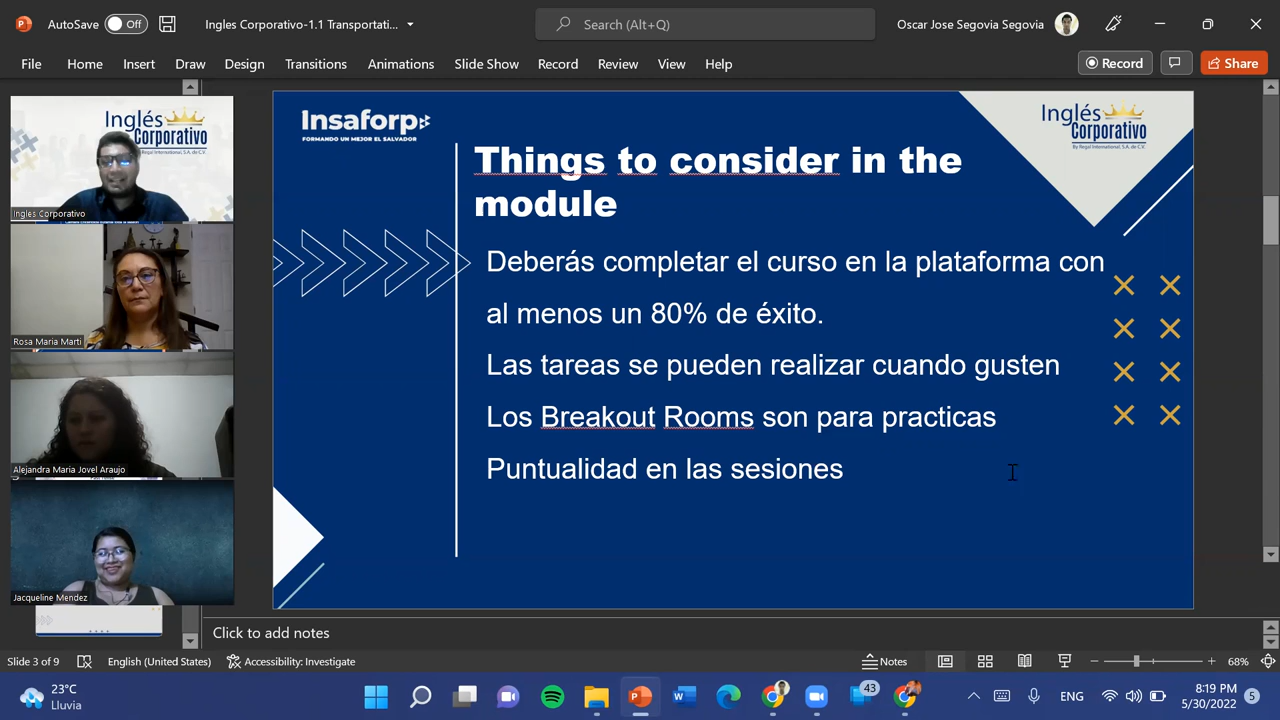 AutoSave
Off
Ingles Corporativo-1.1 Transportati...
Search (Alt+Q)
Oscar Jose Segovia Segovia
File Home Insert Draw Design Transitions Animations Slide Show Record Review View Help
Record
Share
Inglés
Corporativo
Ingles Corporativo
Rosa Maria Marti
Alejandra Maria Jovel Araujo
Jacqueline Mendez
Insaforp
FORMANDO UN MEJOR EL SALVADOR
Inglés
Corporativo
By Regal International, S.A. de C.V.
Things to consider in the
module
Deberás completar el curso en la plataforma con
al menos un 80% de éxito.
Las tareas se pueden realizar cuando gusten
Los Breakout Rooms son para practicas
Puntualidad en las sesiones
Click to add notes
Slide 3 of 9
English (United States)
Accessibility: Investigate
Notes
68%
23°C
Lluvia
43
ENG
8:19 PM
5/30/2022
5